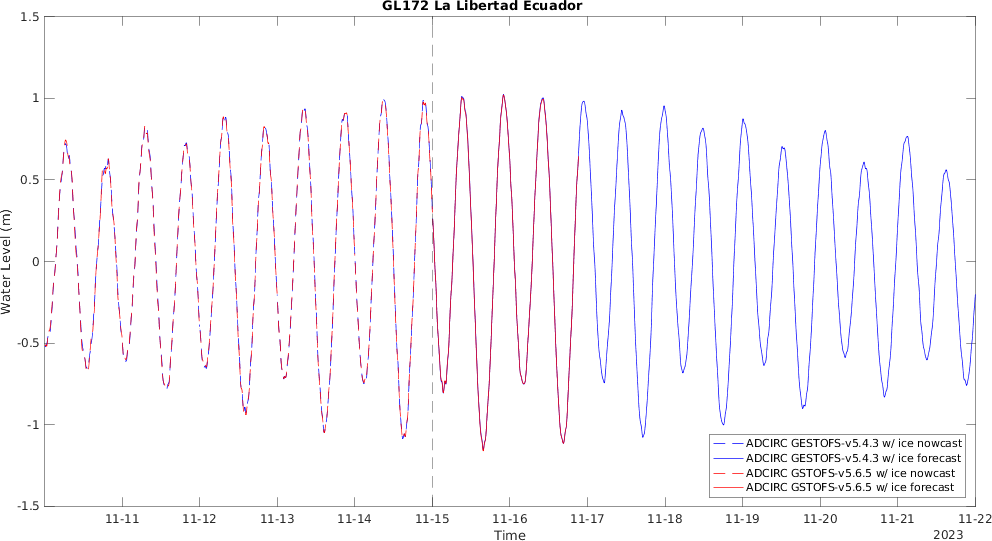 GL172 La Libertad Ecuador
1.5
1
0.5
0
-0.5
-1
-1.5
Water Level (m)
ADCIRC GESTOFS-v5.4.3 w/ ice nowcast
ADCIRC GESTOFS-v5.4.3 w/ ice forecast
ADCIRC GSTOFS-v5.6.5 w/ ice nowcast
ADCIRC GSTOFS-v5.6.5 w/ ice forecast
11-11 11-12 11-13 11-14 11-15 11-16 11-17 11-18 11-19 11-20 11-21 11-22
Time
2023